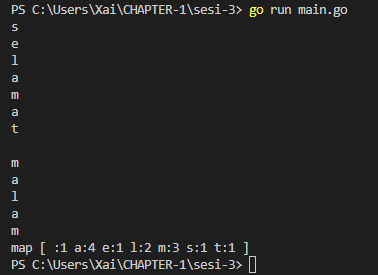 PS C:\Users\Xai\CHAPTER-1\sesi-3> go run main.go
s
e
l
a
m
a
t

m
a
l
a
m
map [ :1 a:4 e:1 l:2 m:3 s:1 t:1 ]
PS C:\Users\Xai\CHAPTER-1\sesi-3>